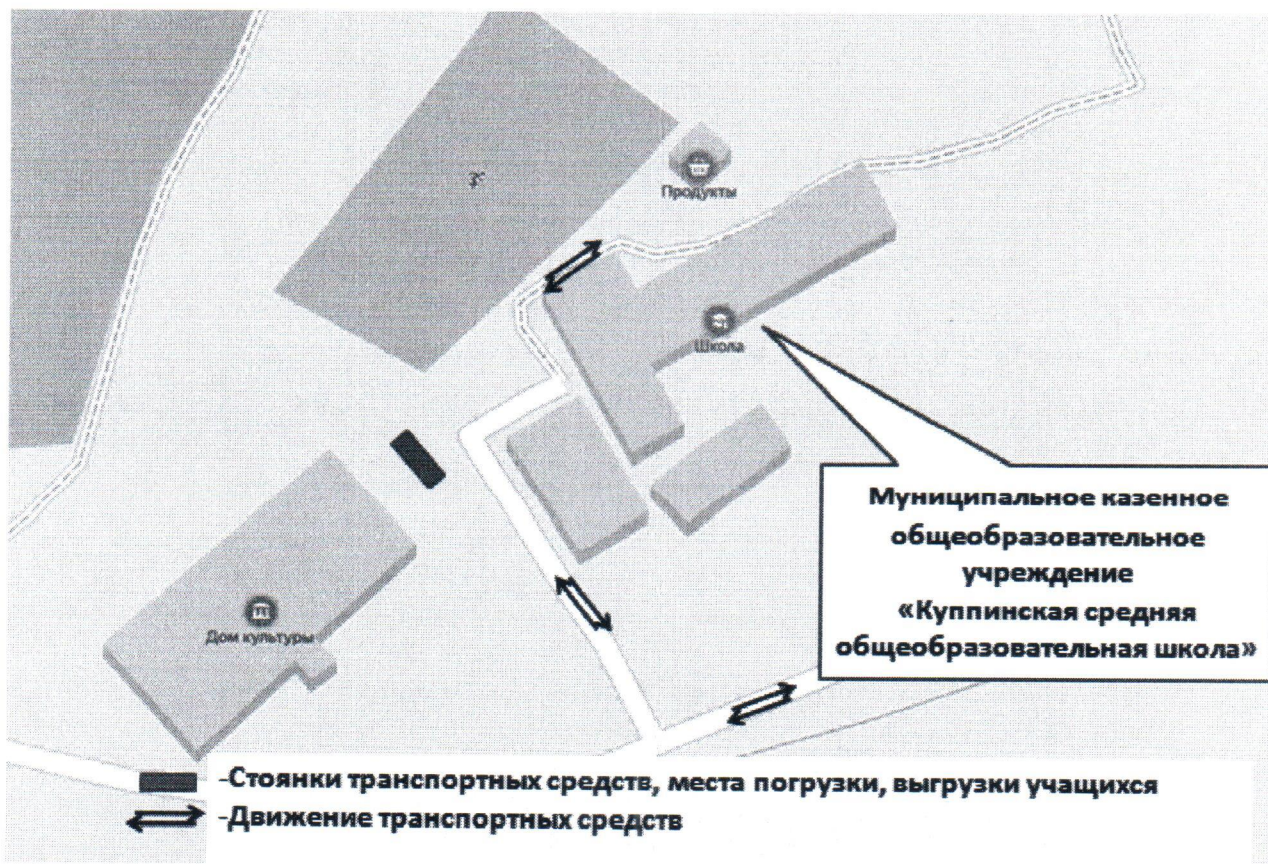 Продукты
Школа
Муниципальное казенное
общеобразовательное
учреждение
«Куппинская средняя
общеобразовательная школа»
Дом культуры
-Стоянки транспортных средств, места погрузки, выгрузки учащихся
-Движение транспортных средств